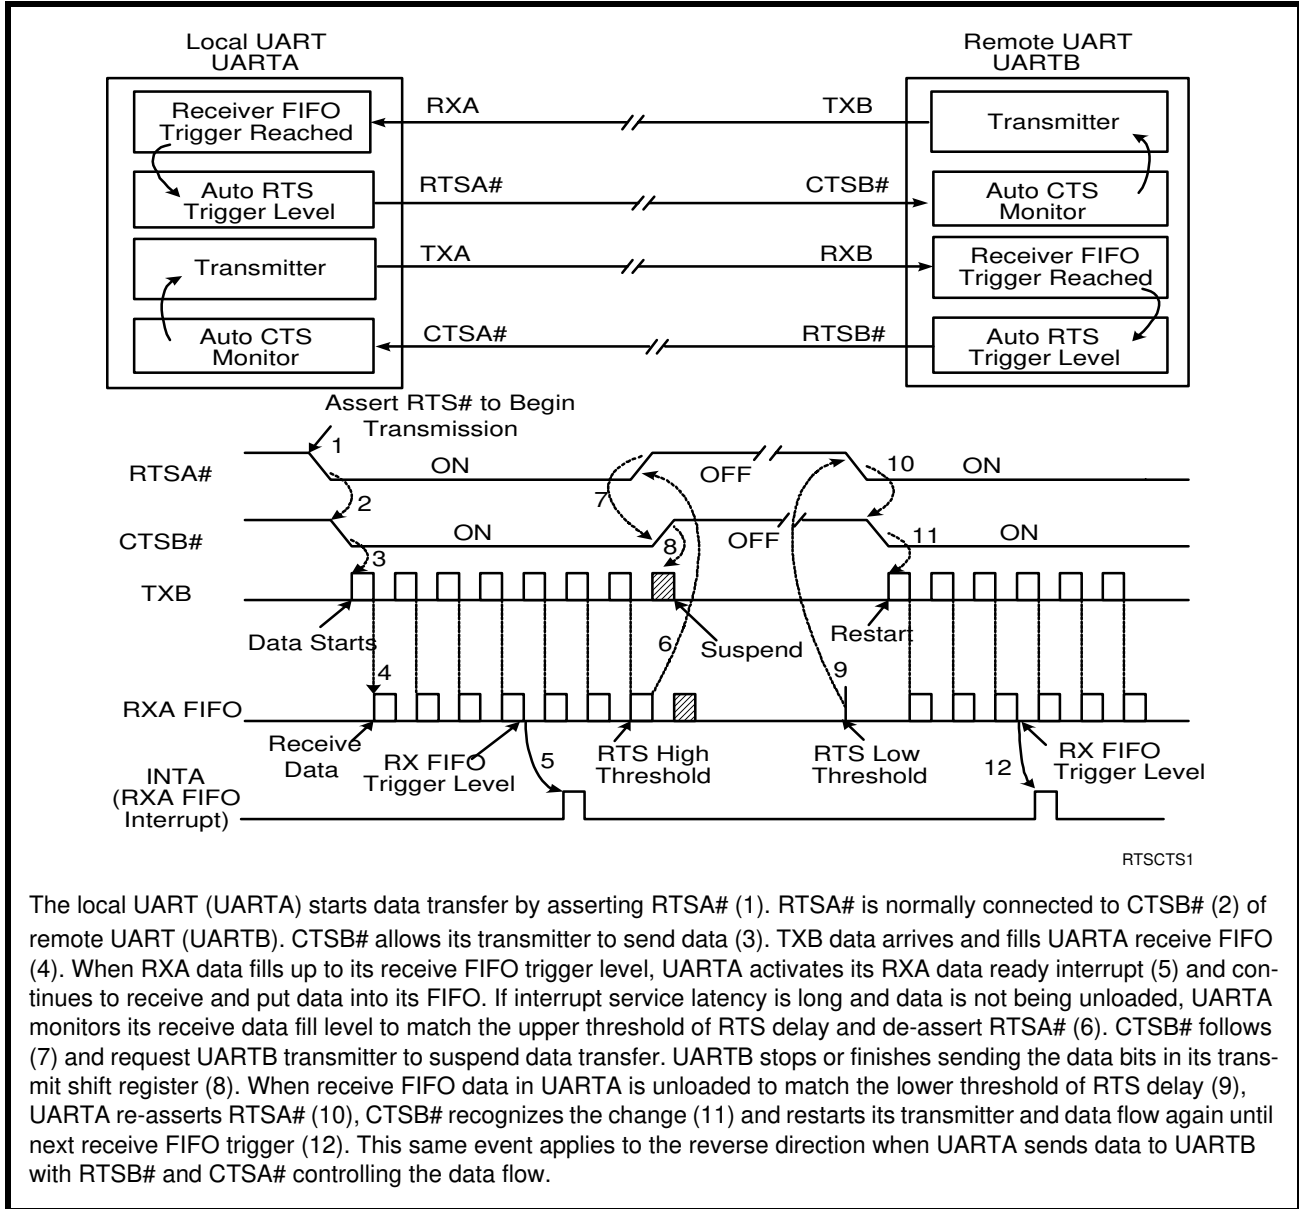 Local UART
UARTA
Remote UART
UARTB
Receiver FIFO
Trigger Reached
RXA
TXB
Transmitter
Auto RTS
Trigger Level
RTSA#
CTSB#
Auto CTS
Monitor
Transmitter
TXA
RXB
Receiver FIFO
Trigger Reached
Auto CTS
Monitor
CTSA#
RTSB#
Auto RTS
Trigger Level
Assert RTS# to Begin
Transmission
RTSA#
1
ON
OFF
10
ON
2
7
CTSB#
ON
8
OFF
11
ON
3
TXB
Data Starts
6
Suspend
Restart
4
9
RXA FIFO
Receive
Data
RX FIFO
Trigger Level
5
RTS High
Threshold
RTS Low
Threshold
12
RX FIFO
Trigger Level
INTA
(RXA FIFO
Interrupt)
RTSCTS1
The local UART (UARTA) starts data transfer by asserting RTSA# (1). RTSA# is normally connected to CTSB# (2) of
remote UART (UARTB). CTSB# allows its transmitter to send data (3). TXB data arrives and fills UARTA receive FIFO
(4). When RXA data fills up to its receive FIFO trigger level, UARTA activates its RXA data ready interrupt (5) and con-
tinues to receive and put data into its FIFO. If interrupt service latency is long and data is not being unloaded, UARTA
monitors its receive data fill level to match the upper threshold of RTS delay and de-assert RTSA# (6). CTSB# follows
(7) and request UARTB transmitter to suspend data transfer. UARTB stops or finishes sending the data bits in its trans-
mit shift register (8). When receive FIFO data in UARTA is unloaded to match the lower threshold of RTS delay (9),
UARTA re-asserts RTSA# (10), CTSB# recognizes the change (11) and restarts its transmitter and data flow again until
next receive FIFO trigger (12). This same event applies to the reverse direction when UARTA sends data to UARTB
with RTSB# and CTSA# controlling the data flow.